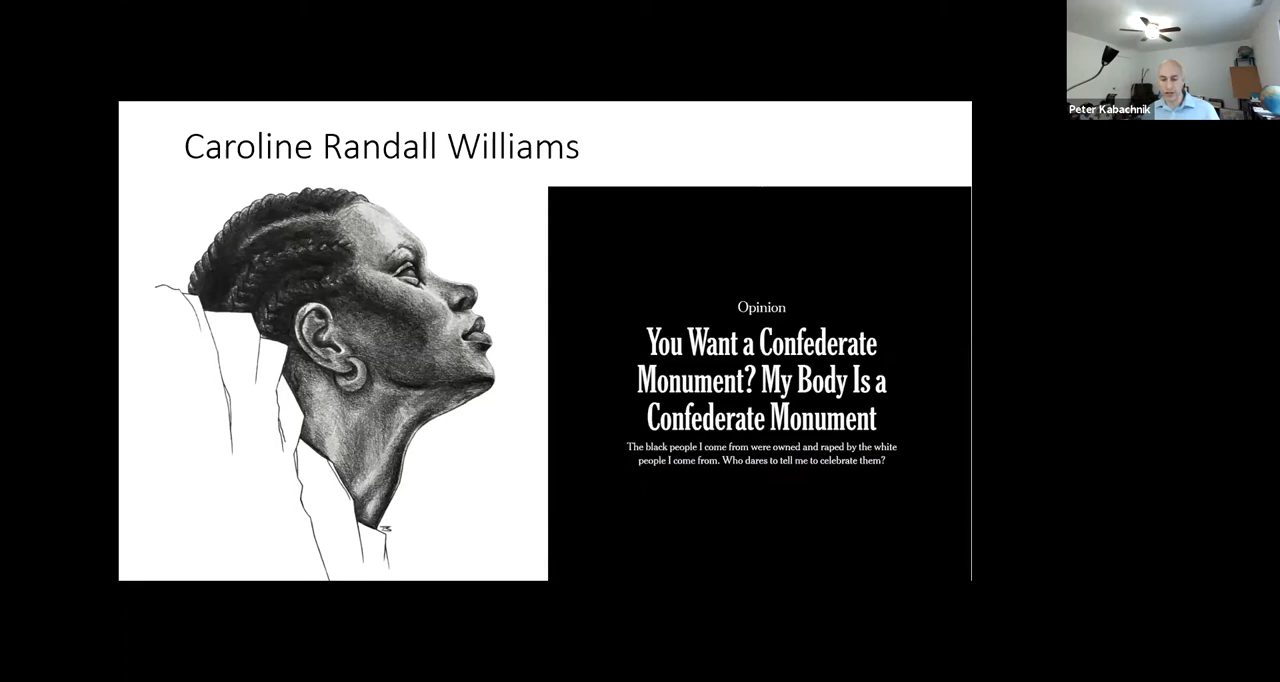 Caroline Randall Williams
Peter Kabachnik
Opinion
You Want a Confederate
Monument? My Body Is a
Confederate Monument
The black people I come from were owned and raped by the white
people I come from. Who dares to tell me to celebrate them?